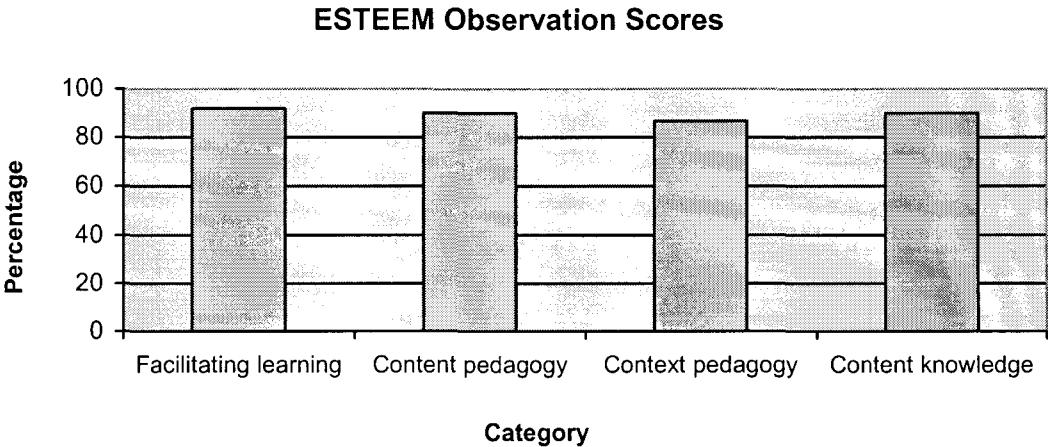 ESTEEM Observation Scores
100
80
60
40
20
0
Percentage
Facilitating learning Content pedagogy Context pedagogy Content knowledge
Category